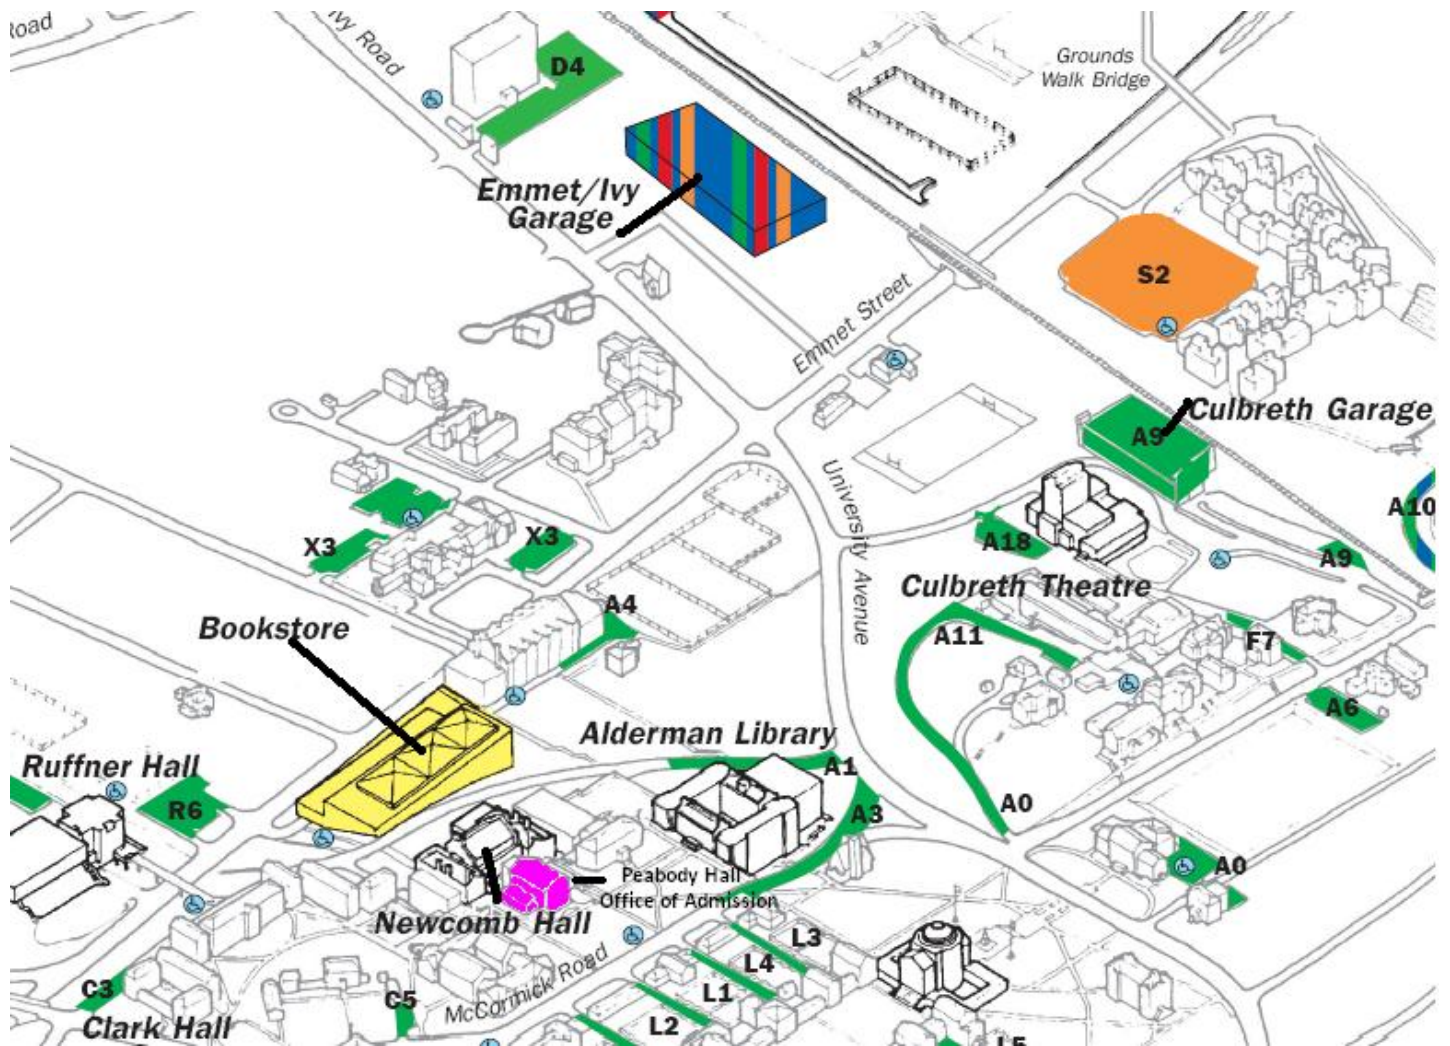 Road
Ivy Road
D4
Grounds
Walk Bridge
Emmet/Ivy
Garage
S2
Emmet Street
Culbreth Garage
A9
University Avenue
A10
X3
X3
A18
A9
Culbreth Theatre
A4
Bookstore
A11
F7
A6
Alderman Library
Ruffner Hall
A1
R6
A3
A0
A0
Peabody Hall
Office of Admission
Newcomb Hall
L3
L4
C3
C5
McCormick Road
L1
Clark Hall
L2
L5